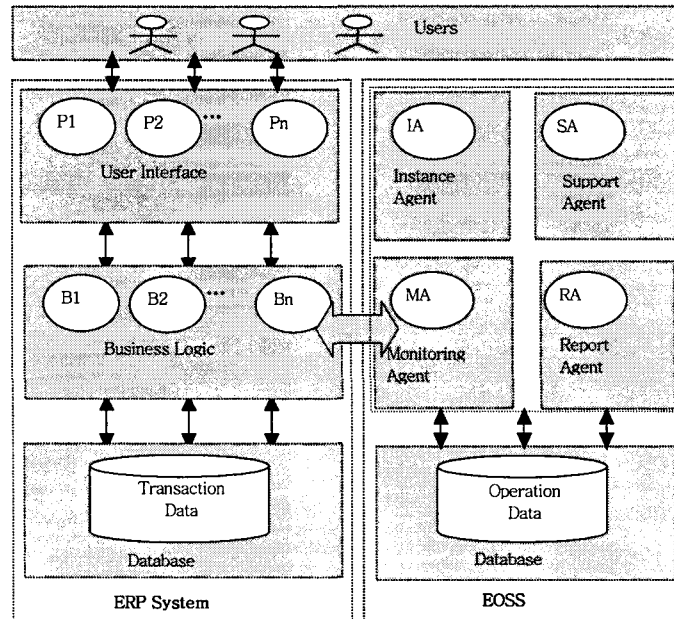 Users
P1
P2
...
Pn
User Interface
B1
B2
...
Bn
Business Logic
Transaction
Data
Database
ERP System
IA
Instance
Agent
SA
Support
Agent
MA
Monitoring
Agent
RA
Report
Agent
Operation
Data
Database
EOSS